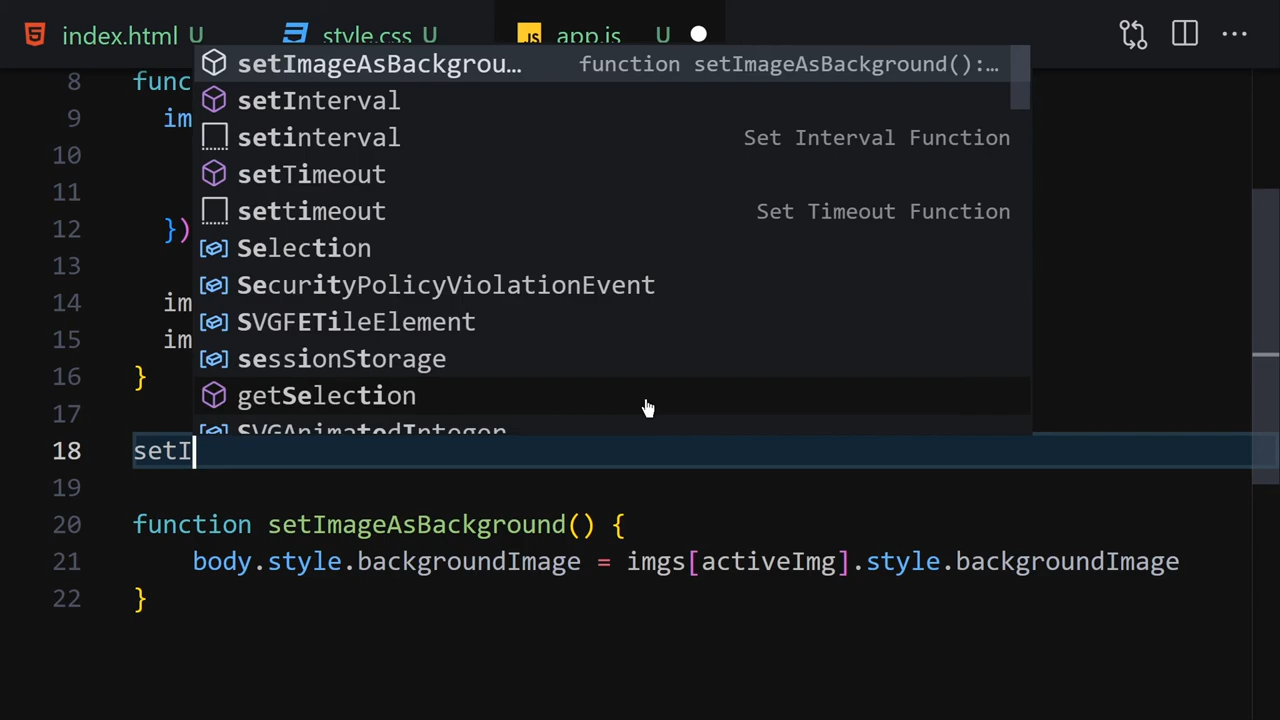 index.html U style.css U app.js U
8 func
9 im
10
11
12 })
13
14 im
15 im
16 }
17
18 setI
19
20 function setImageAsBackground() {
21 body.style.backgroundImage = imgs[activeImg].style.backgroundImage
22 }
setImageAsBackgrou… function setImageAsBackground():…
setInterval
setinterval Set Interval Function
setTimeout
settimeout Set Timeout Function
Selection
SecurityPolicyViolationEvent
SVGFETileElement
sessionStorage
getSelection
SVGAnimatedInteger